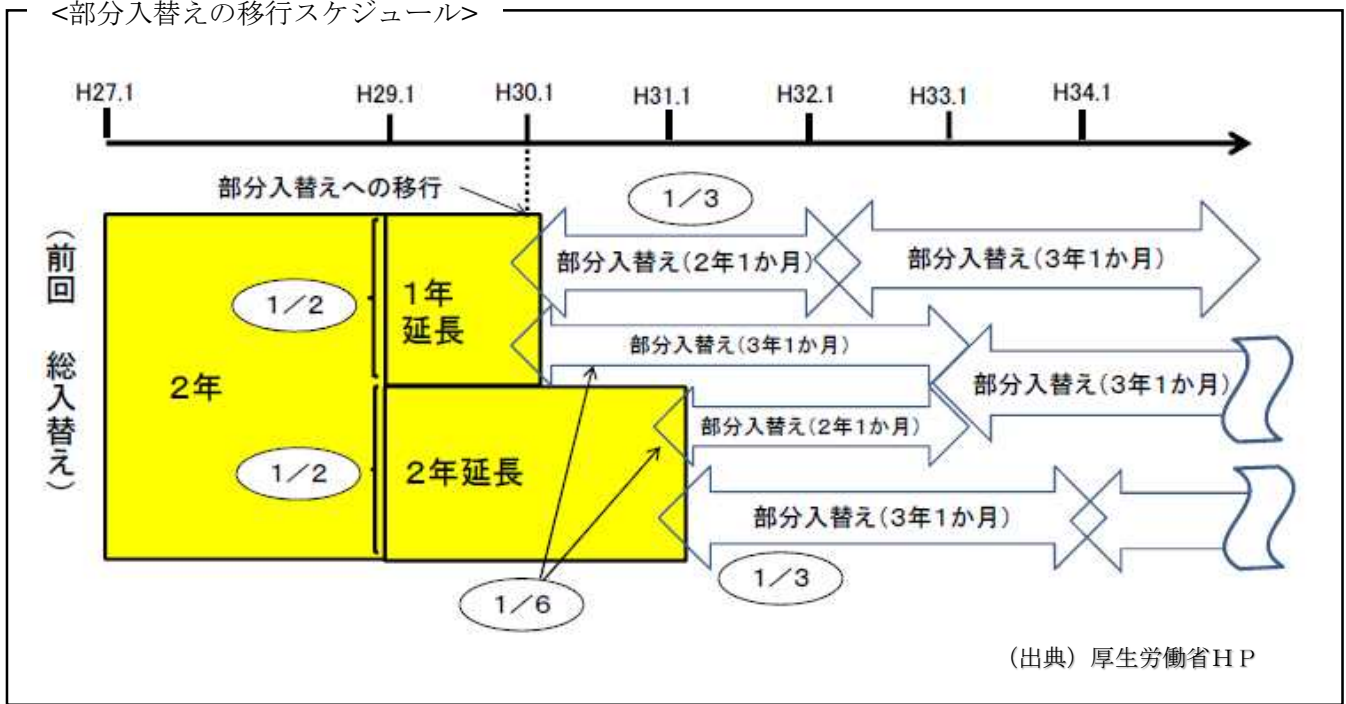 <部分入替えの移行スケジュール>
H27.1 H29.1 H30.1 H31.1 H32.1 H33.1 H34.1
部分入替えへの移行
1/3
(前回 総入替え)
2年
1/2
1年
延長
部分入替え(2年1か月)
部分入替え(3年1か月)
部分入替え(3年1か月)
部分入替え(3年1か月)
1/2
2年延長
部分入替え(2年1か月)
部分入替え(3年1か月)
1/6
1/3
(出典)厚生労働省HP